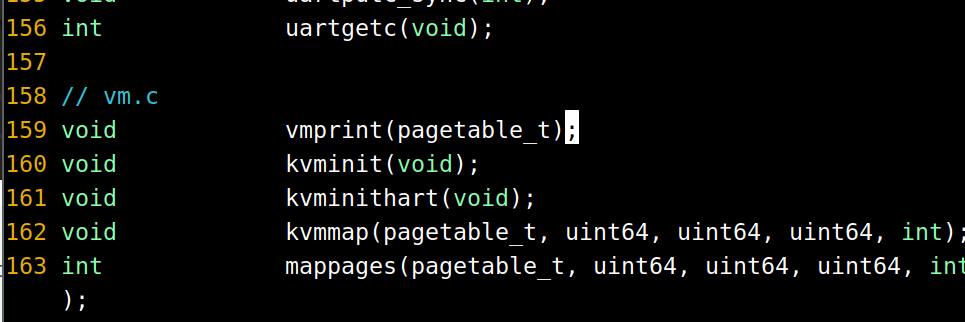 155 void uartputc_sync(int);
156 int uartgetc(void);
157
158 // vm.c
159 void vmprint(pagetable_t);
160 void kvminit(void);
161 void kvminithart(void);
162 void kvmmap(pagetable_t, uint64, uint64, uint64, int);
163 int mappages(pagetable_t, uint64, uint64, uint64, int
);